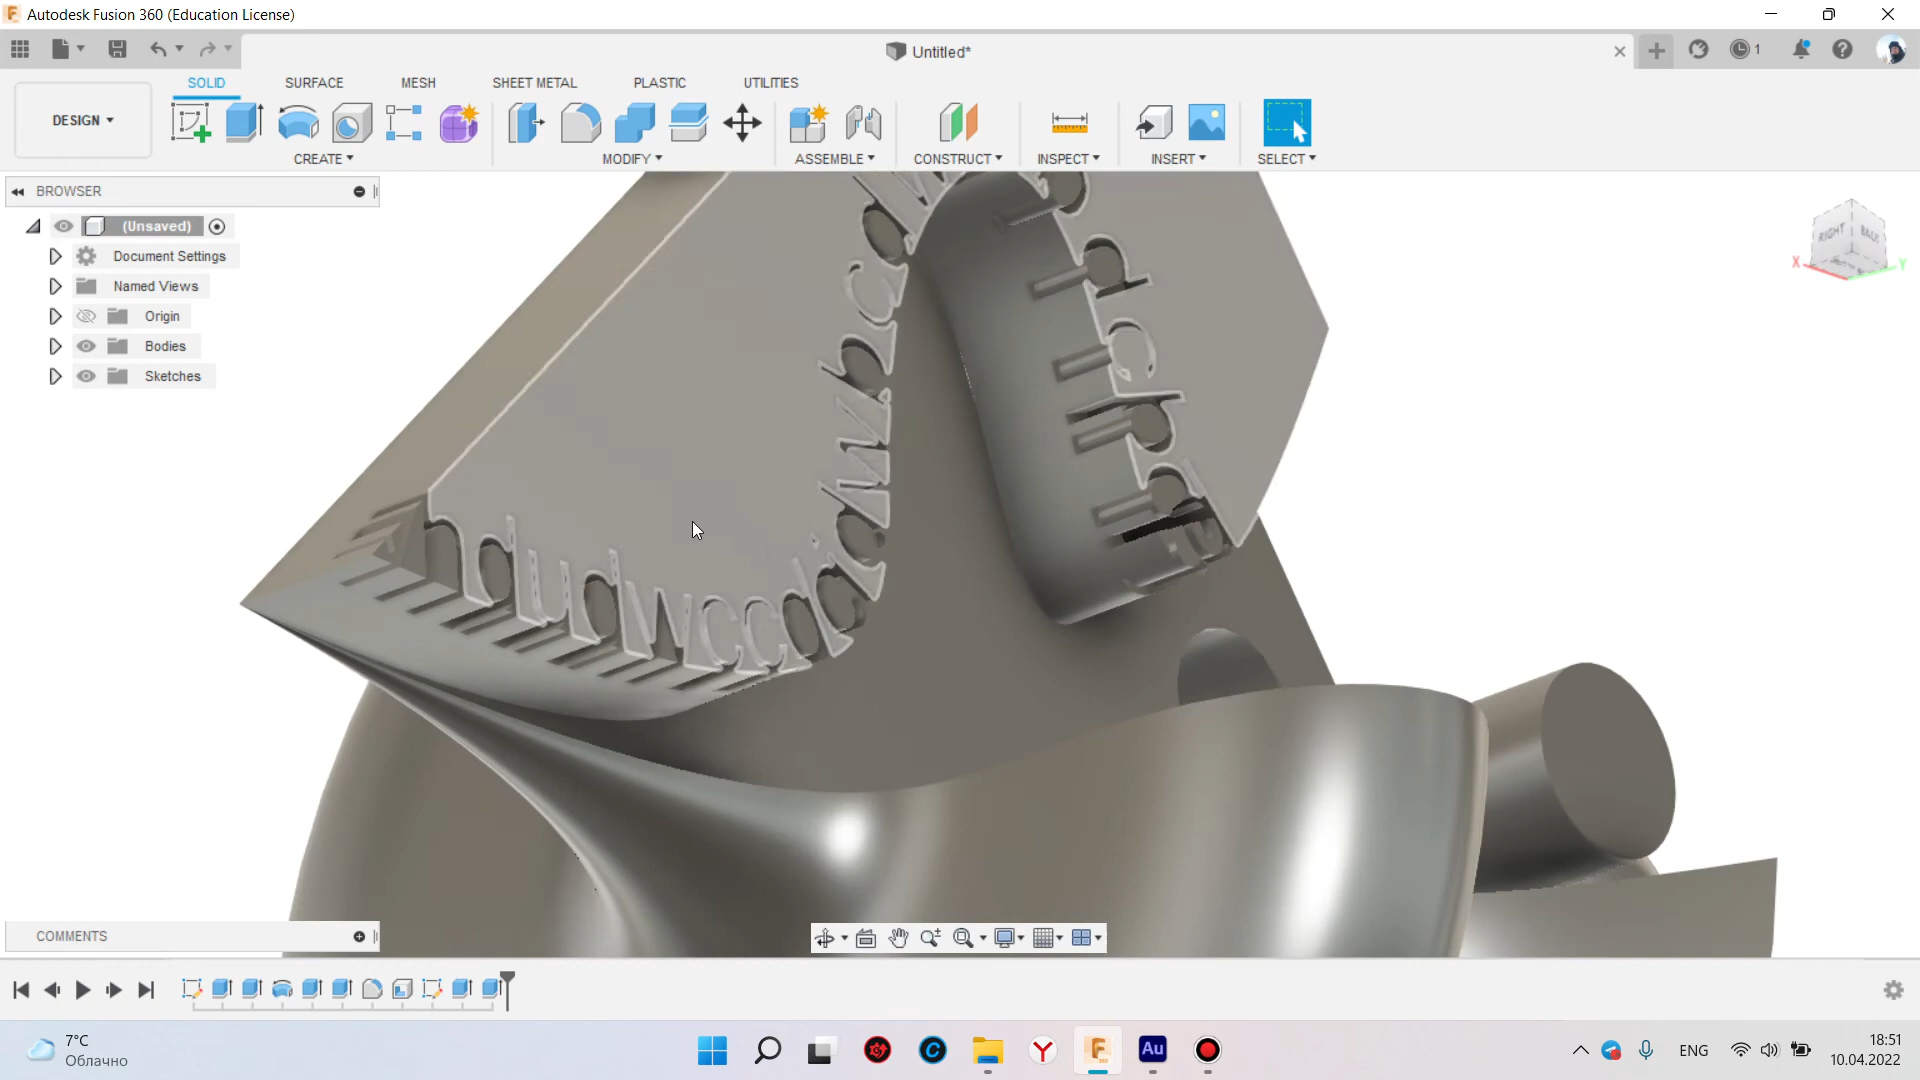 Autodesk Fusion 360 (Education License)
Untitled*
1
SOLID
SURFACE
MESH
SHEET METAL
PLASTIC
UTILITIES
DESIGN
CREATE
MODIFY
ASSEMBLE
CONSTRUCT
INSPECT
INSERT
SELECT
BROWSER
(Unsaved)
Document Settings
Named Views
Origin
Bodies
Sketches
RIGHT
BACK
X
Y
COMMENTS
7°C
Облачно
Au
ENG
18:51
10.04.2022